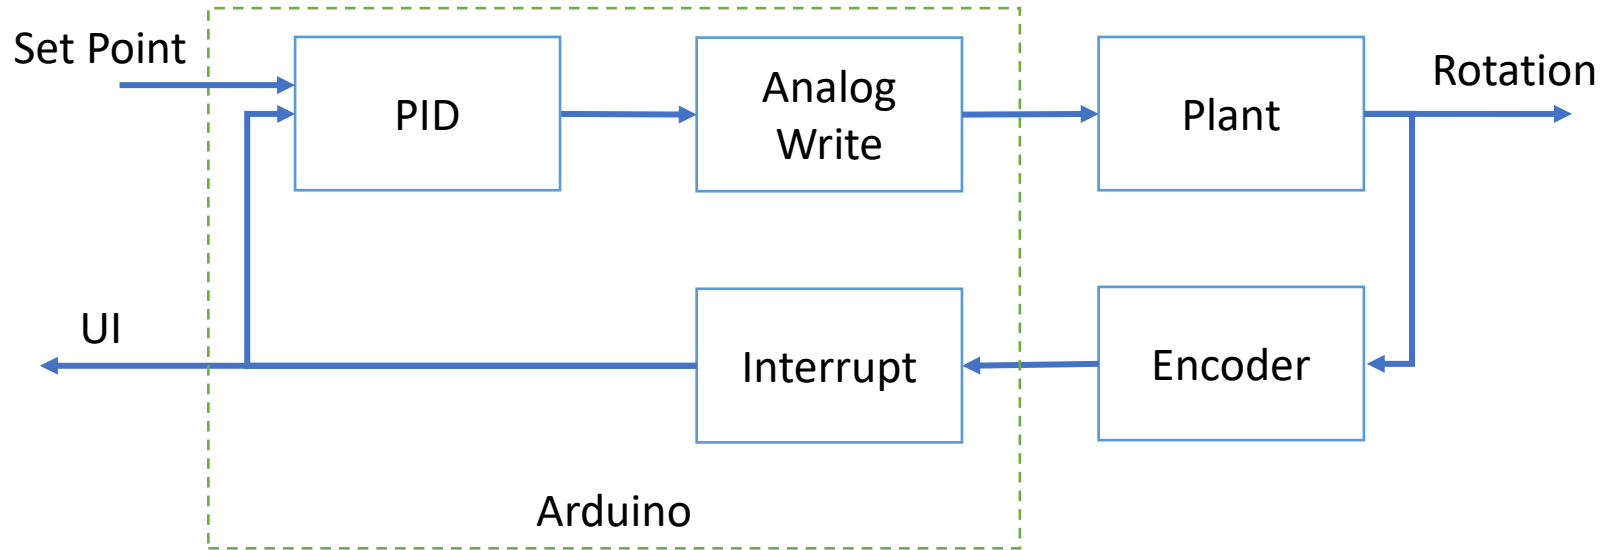 Set Point
PID
Analog
Write
Plant
Rotation
UI
Interrupt
Encoder
Arduino